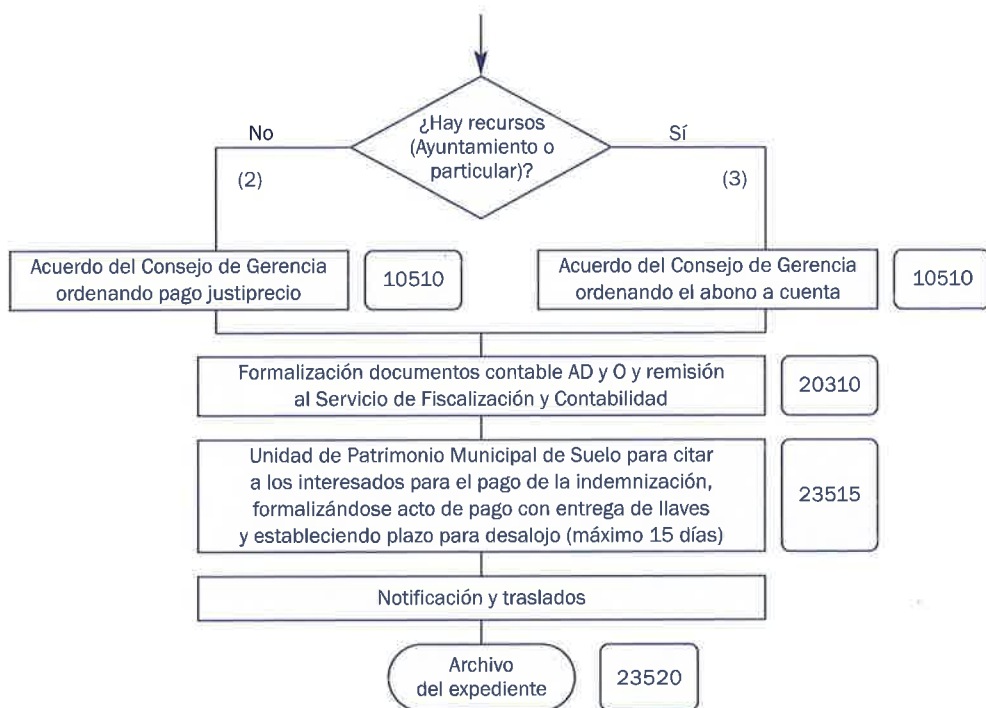 ¿Hay recursos
(Ayuntamiento o
particular)?
No
Sí
(2)
(3)
Acuerdo del Consejo de Gerencia
ordenando pago justiprecio
10510
Acuerdo del Consejo de Gerencia
ordenando el abono a cuenta
10510
Formalización documentos contable AD y O y remisión
al Servicio de Fiscalización y Contabilidad
20310
Unidad de Patrimonio Municipal de Suelo para citar
a los interesados para el pago de la indemnización,
formalizándose acto de pago con entrega de llaves
y estableciendo plazo para desalojo (máximo 15 días)
23515
Notificación y traslados
Archivo
del expediente
23520